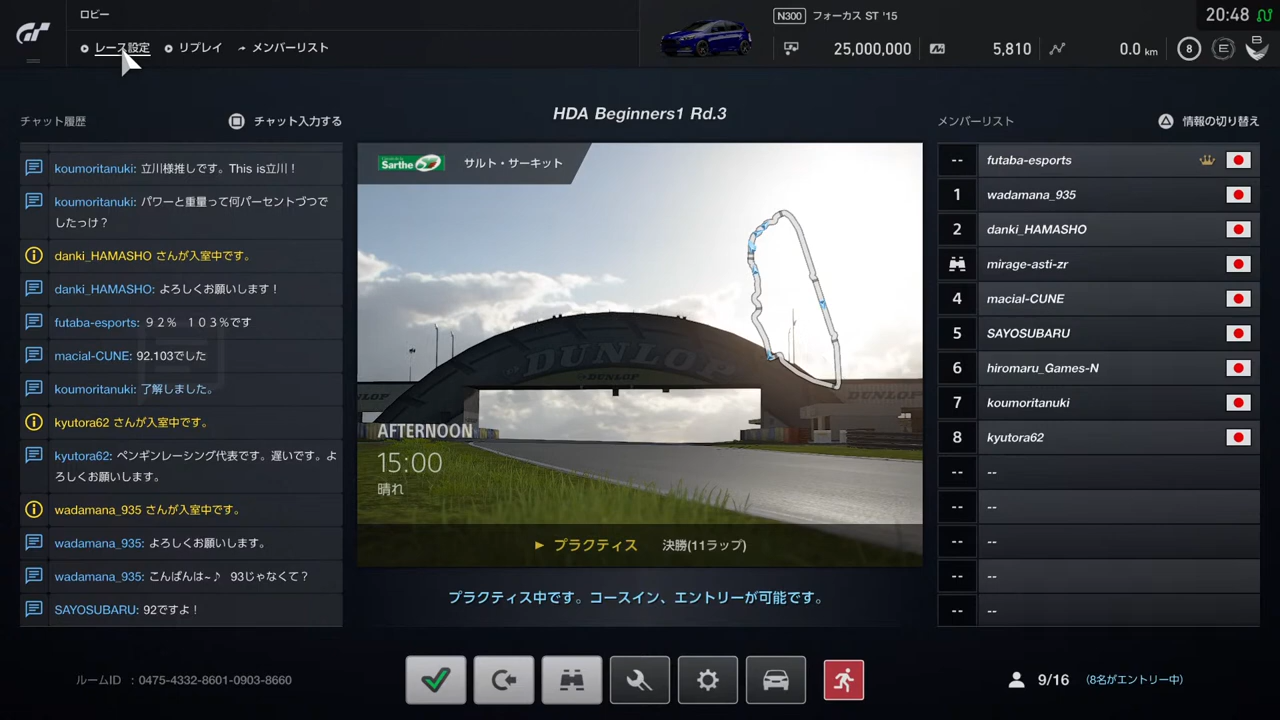 ロビー
レース設定 リプレイ メンバーリスト
N300 フォーカス ST '15
20:48
25,000,000 5,810 0.0 km 8 E B
HDA Beginners1 Rd.3
チャット履歴 チャット入力する
koumoritanuki: 立川様推しです。This is立川！
koumoritanuki: パワーと重量って何パーセントづつで
したっけ？
danki_HAMASHO さんが入室中です。
danki_HAMASHO: よろしくお願いします！
futaba-esports: ９２％　１０３％です
macial-CUNE: 92.103でした
koumoritanuki: 了解しました。
kyutora62 さんが入室中です。
kyutora62: ペンギンレーシング代表です。遅いです。よ
ろしくお願いします。
wadamana_935 さんが入室中です。
wadamana_935: よろしくお願いします。
wadamana_935: こんばんは~♪　93じゃなくて？
SAYOSUBARU: 92ですよ！
Sarthe サルト・サーキット
DUNLOP
DUNLOP
DUNLOP
AFTERNOON
15:00
晴れ
プラクティス 決勝(11ラップ)
プラクティス中です。コースイン、エントリーが可能です。
メンバーリスト 情報の切り替え
-- futaba-esports
1 wadamana_935
2 danki_HAMASHO
mirage-asti-zr
4 macial-CUNE
5 SAYOSUBARU
6 hiromaru_Games-N
7 koumoritanuki
8 kyutora62
-- --
-- --
-- --
-- --
-- --
ルームID ：0475-4332-8601-0903-8660
9/16 (8名がエントリー中)